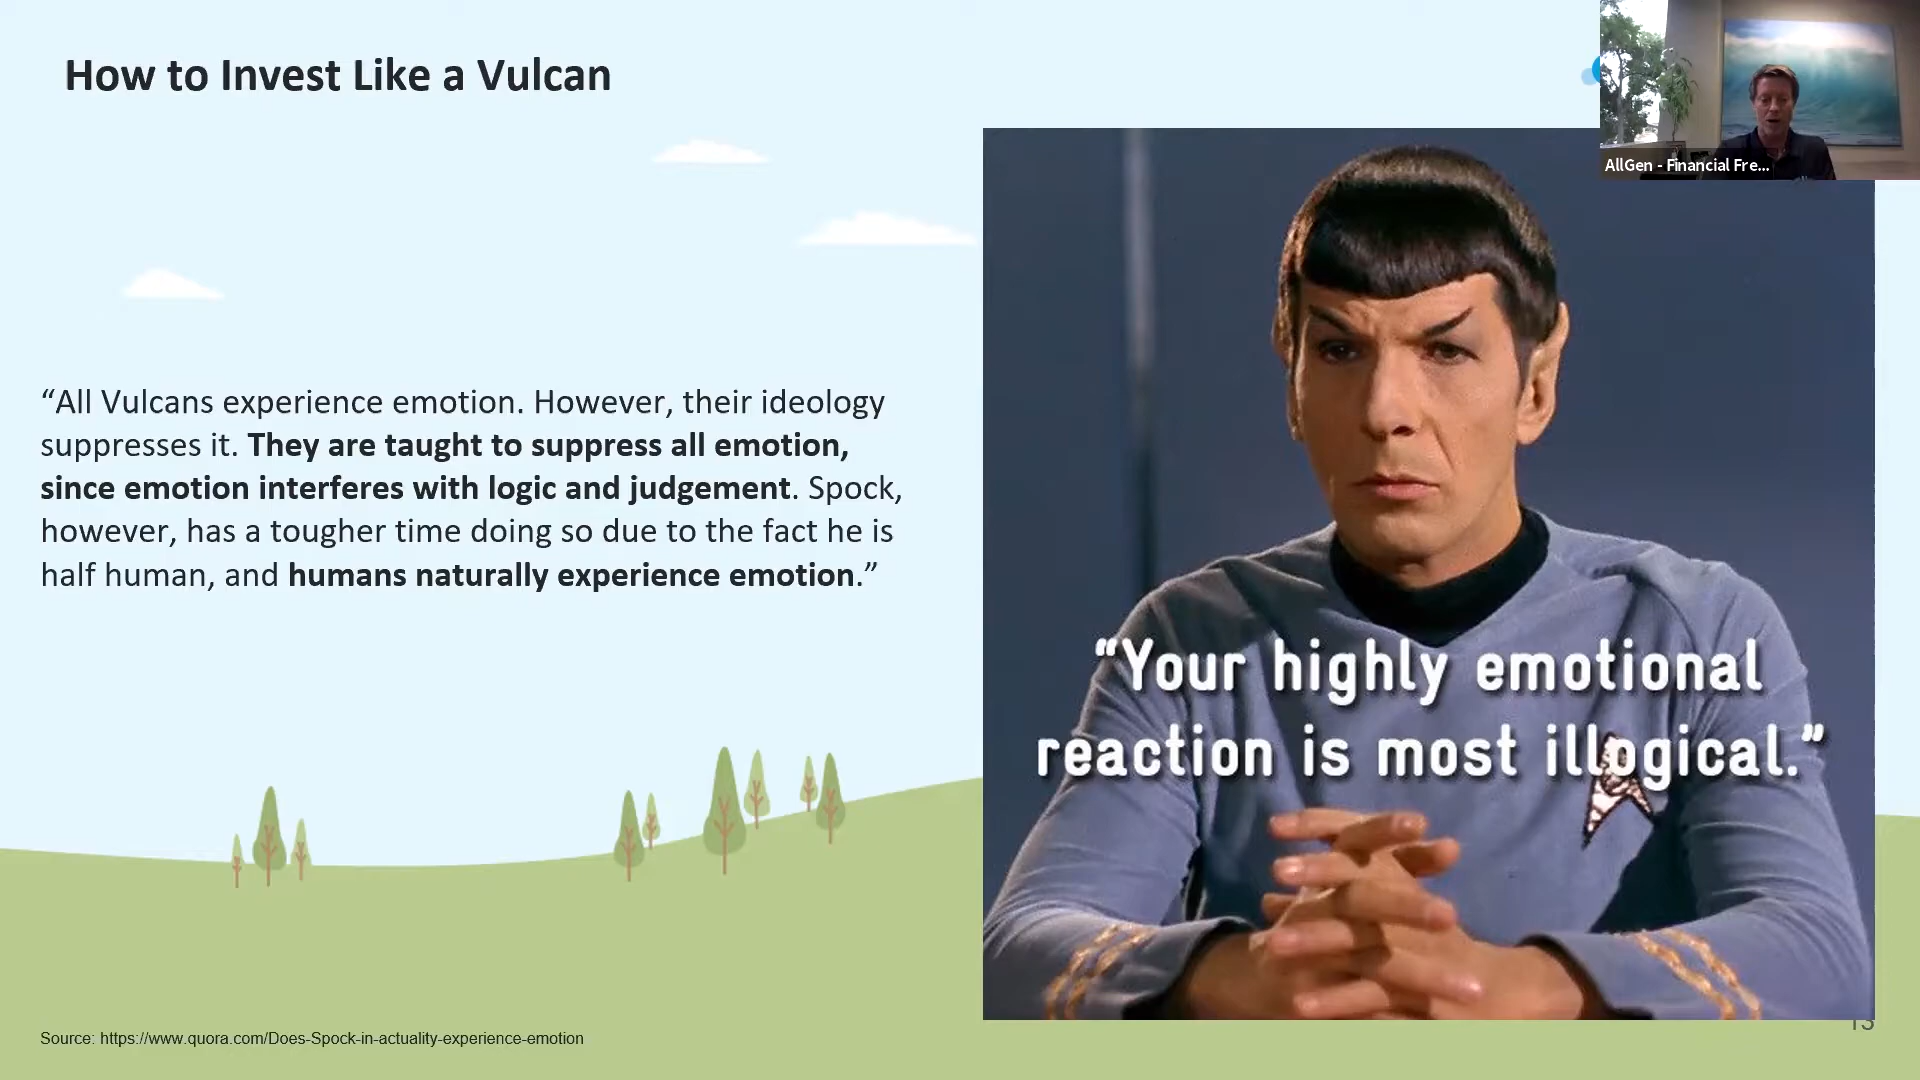 How to Invest Like a Vulcan
AllGen - Financial Fre...
“All Vulcans experience emotion. However, their ideology
suppresses it. They are taught to suppress all emotion,
since emotion interferes with logic and judgement. Spock,
however, has a tougher time doing so due to the fact he is
half human, and humans naturally experience emotion.”
“Your highly emotional
reaction is most illogical.”
Source: https://www.quora.com/Does-Spock-in-actuality-experience-emotion
13